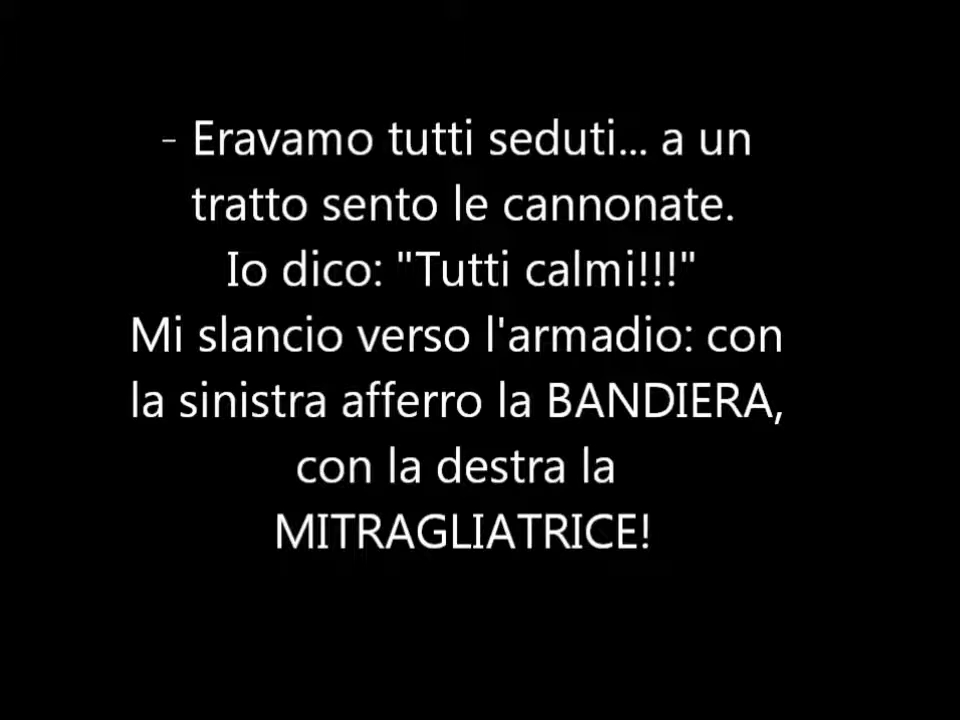 - Eravamo tutti seduti... a un
tratto sento le cannonate.
Io dico: "Tutti calmi!!!"
Mi slancio verso l'armadio: con
la sinistra afferro la BANDIERA,
con la destra la
MITRAGLIATRICE!